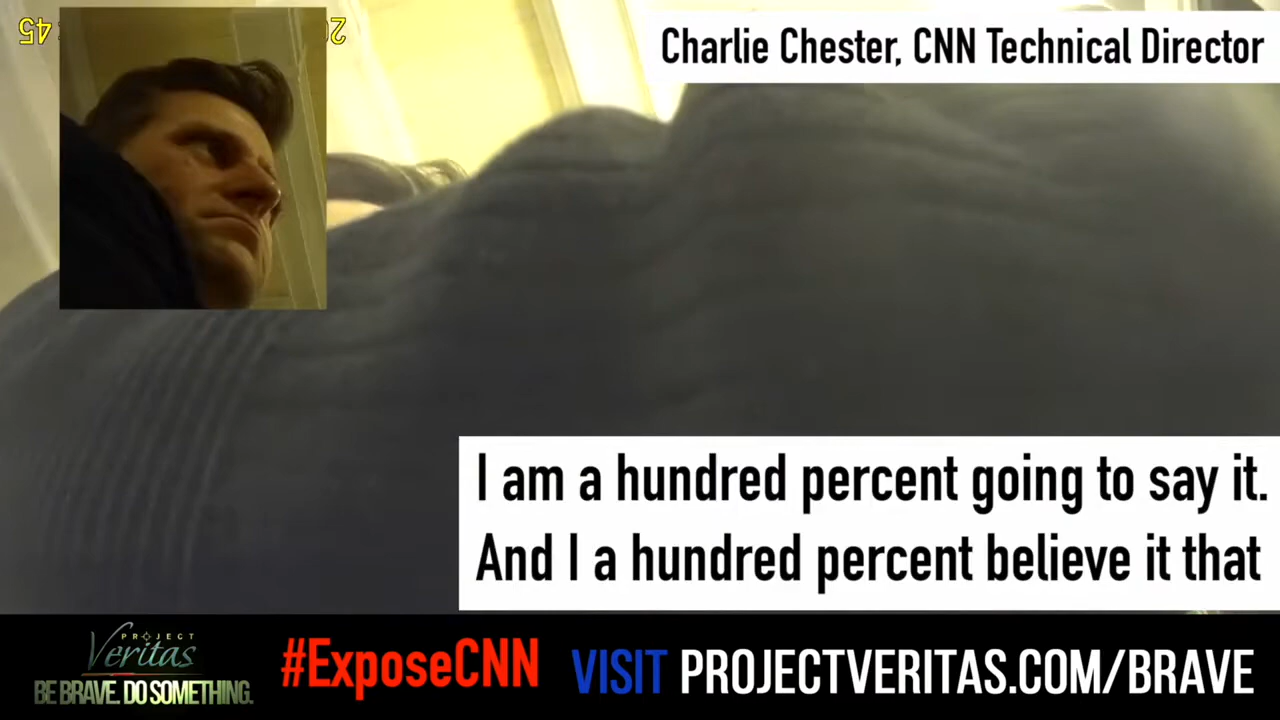 Charlie Chester, CNN Technical Director
I am a hundred percent going to say it.
And I a hundred percent believe it that
PROJECT
Veritas
BE BRAVE. DO SOMETHING.
#ExposeCNN
VISIT PROJECTVERITAS.COM/BRAVE